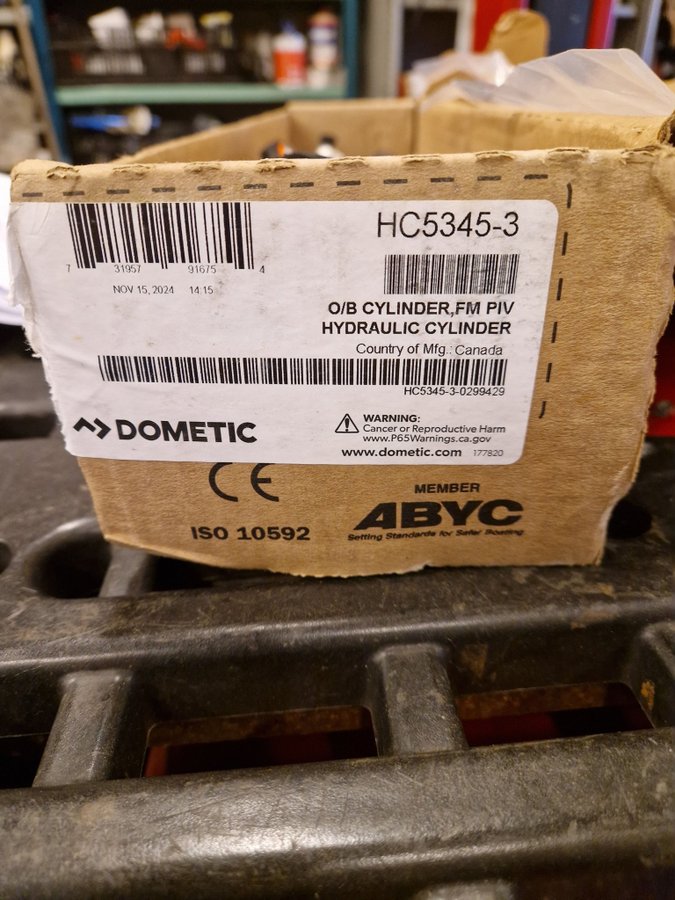 HC5345-3
7 31957 91675 4
NOV 15, 2024 14:15
O/B CYLINDER,FM PIV
HYDRAULIC CYLINDER
Country of Mfg.: Canada
HC5345-3-0299429
DOMETIC
WARNING:
Cancer or Reproductive Harm
www.P65Warnings.ca.gov
www.dometic.com 177820
CE
ISO 10592
MEMBER
ABYC
Setting Standards for Safer Boating